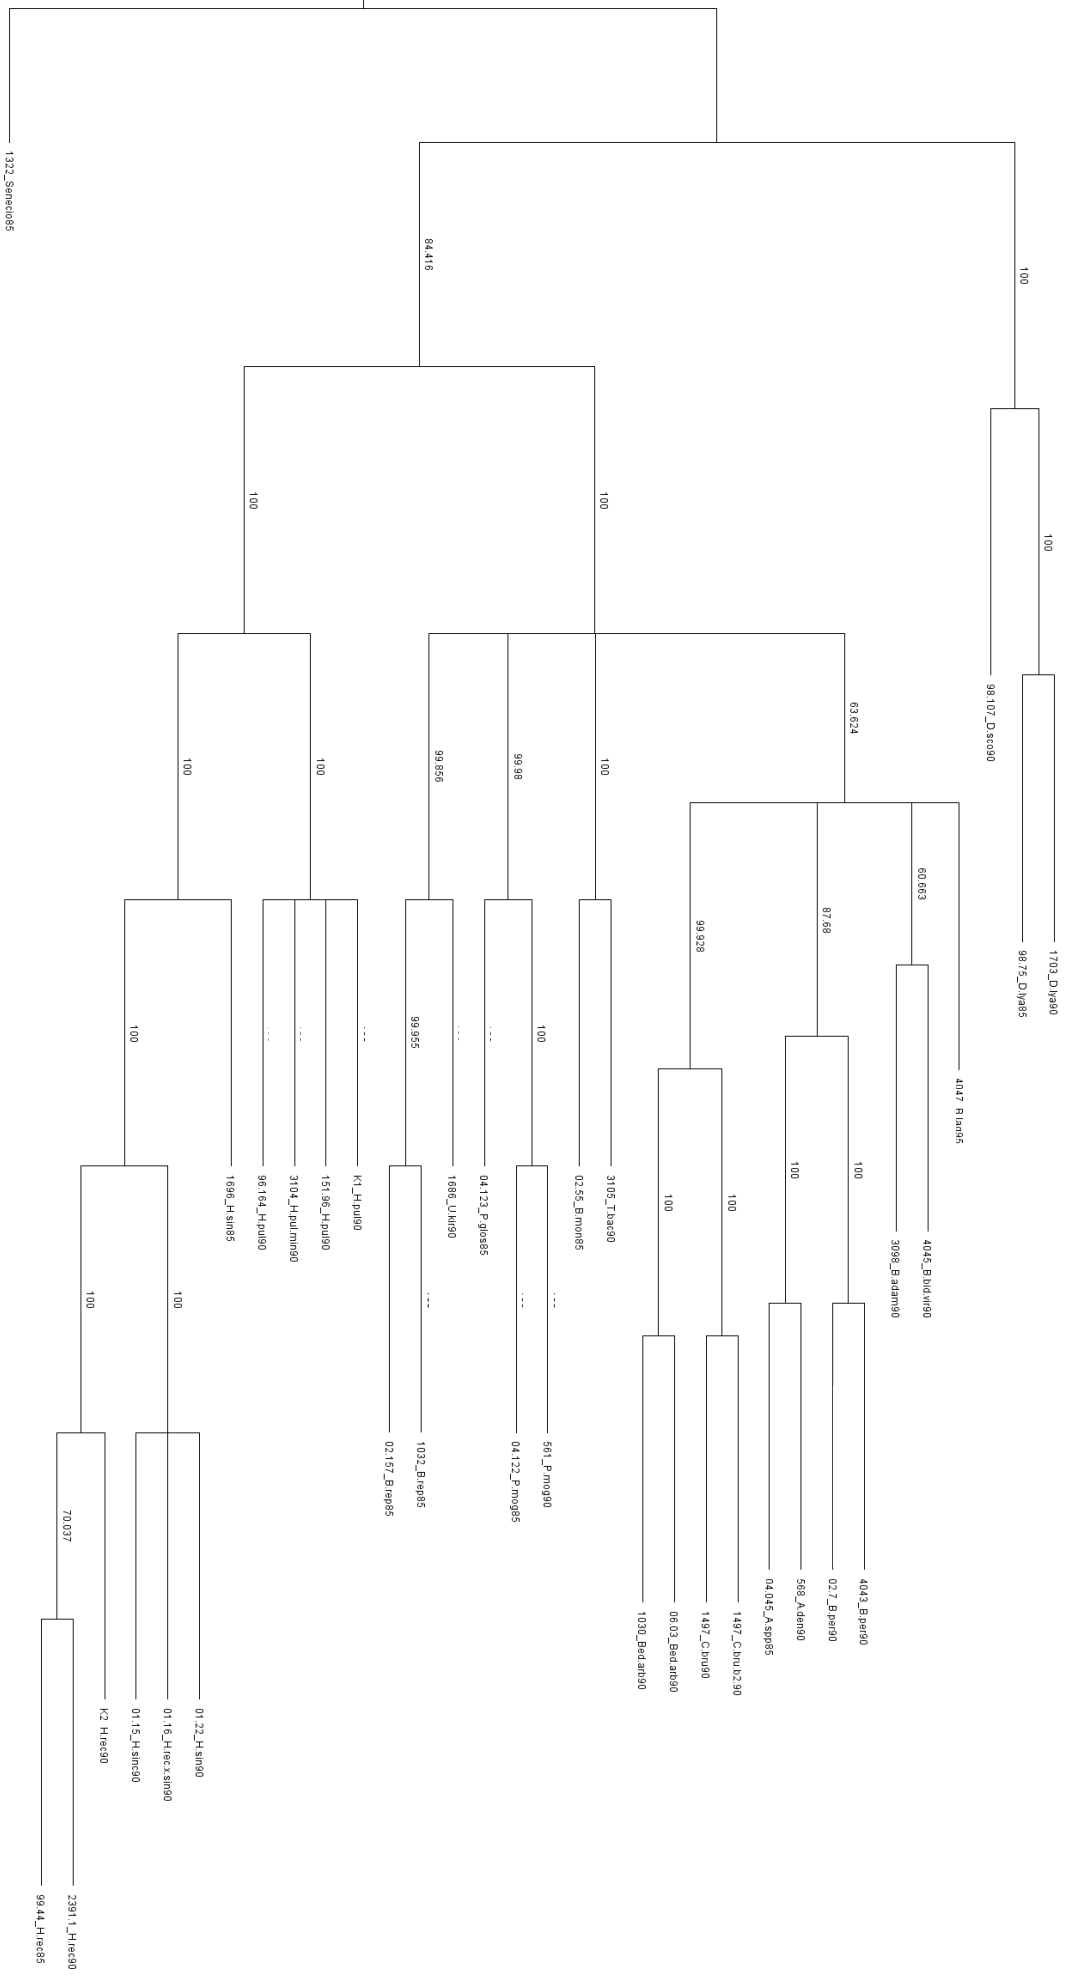 1322_Senecio85
84.416
100
100
98.107_D.sco90
98.75_D.lya85
1703_D.lya90
100
100
63.624
99.856
99.98
100
100
100
99.928
87.68
60.663
4047_B.lag95
3098_B.adam90
4045_B.bid.vir90
100
100
100
100
04.045_A.spp85
568_A.den90
02.7_B.per90
4043_B.per90
1030_Bed.arb90
06.03_Bed.arb90
1497_C.bru90
1497_C.bru.b2.90
02.55_B.mon85
3105_T.bac90
100
04.123_P.glos85
04.122_P.mog85
561_P.mog90
99.955
1686_U.kir90
02.157_B.rep85
1032_B.rep85
96.164_H.pul90
3104_H.pul.min90
151.96_H.pul90
K1_H.pul90
100
1696_H.sin85
100
100
01.15_H.sinc90
01.16_H.rec.x.sin90
01.22_H.sin90
70.037
K2_H.rec90
99.44_H.rec85
2391.1_H.rec90